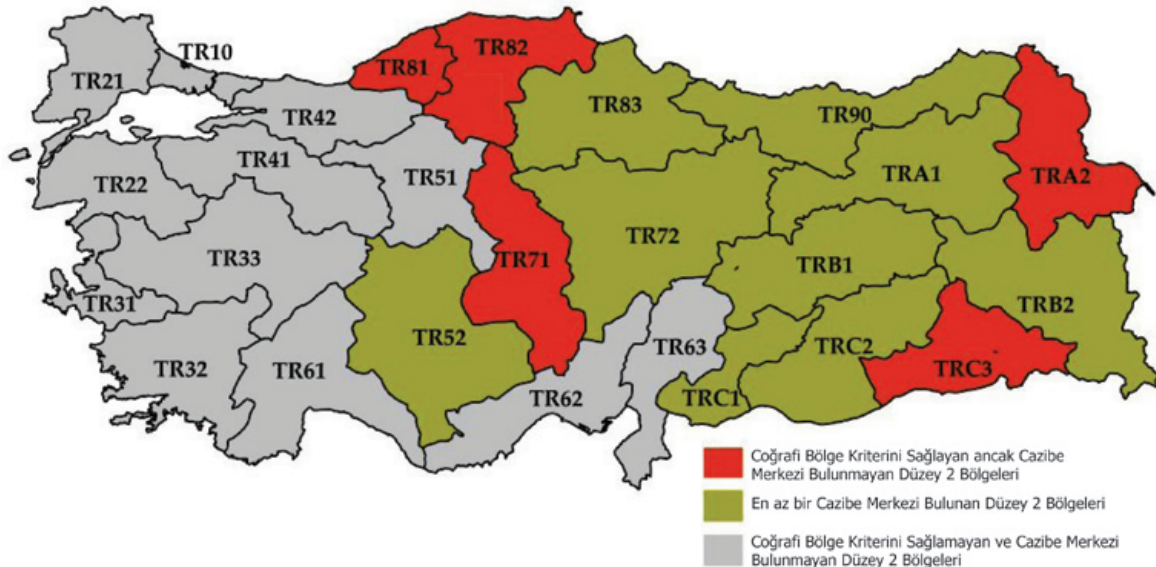 TR10
TR21
TR81
TR82
TR42
TR83
TR90
TR41
TR51
TR22
TRA1
TRA2
TR72
TR33
TR71
TRB1
TR31
TRB2
TR52
TR63
TRC2
TR32
TR61
TRC3
TR62
TRC1
Coğrafi Bölge Kriterini Sağlayan ancak Cazibe
Merkezi Bulunmayan Düzey 2 Bölgeleri
En az bir Cazibe Merkezi Bulunan Düzey 2 Bölgeleri
Coğrafi Bölge Kriterini Sağlamayan ve Cazibe Merkezi
Bulunmayan Düzey 2 Bölgeleri